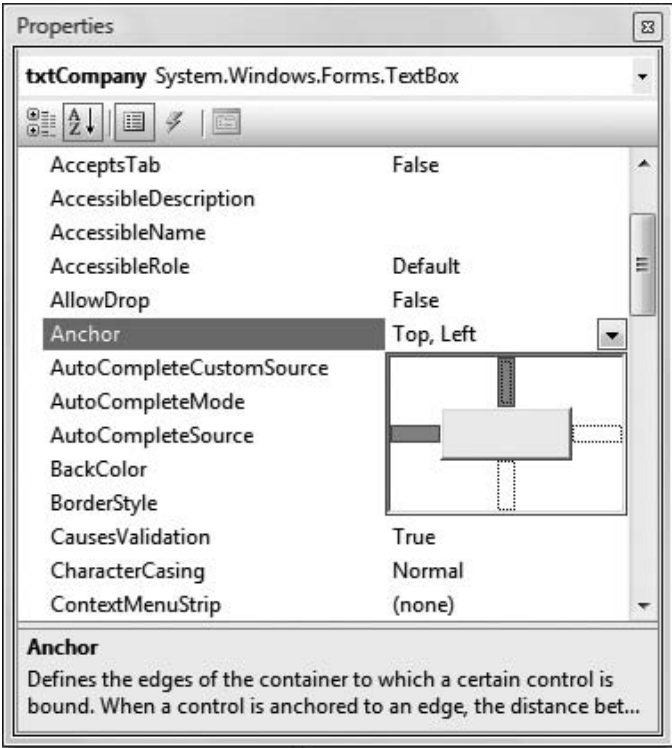 Properties
txtCompany System.Windows.Forms.TextBox
A
Z
AcceptsTab False
AccessibleDescription
AccessibleName
AccessibleRole Default
AllowDrop False
Anchor Top, Left
AutoCompleteCustomSource
AutoCompleteMode
AutoCompleteSource
BackColor
BorderStyle
CausesValidation True
CharacterCasing Normal
ContextMenuStrip (none)
Anchor
Defines the edges of the container to which a certain control is
bound. When a control is anchored to an edge, the distance bet...